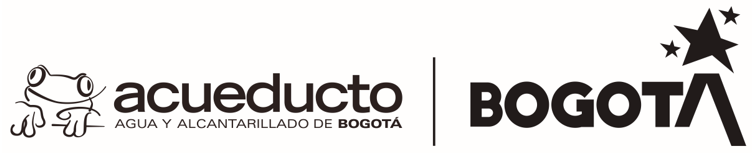 acueducto
AGUA Y ALCANTARILLADO DE BOGOTÁ
BOGOTÁ